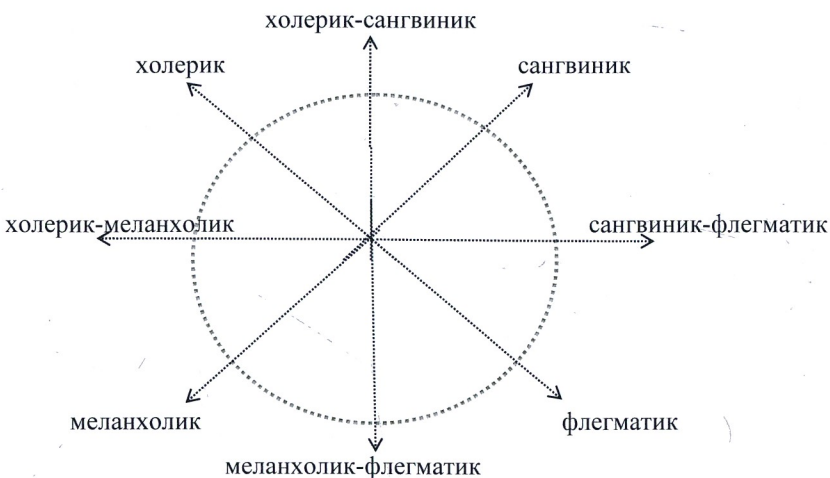 холерик-сангвиник
холерик
сангвиник
холерик-меланхолик
сангвиник-флегматик
меланхолик
флегматик
меланхолик-флегматик